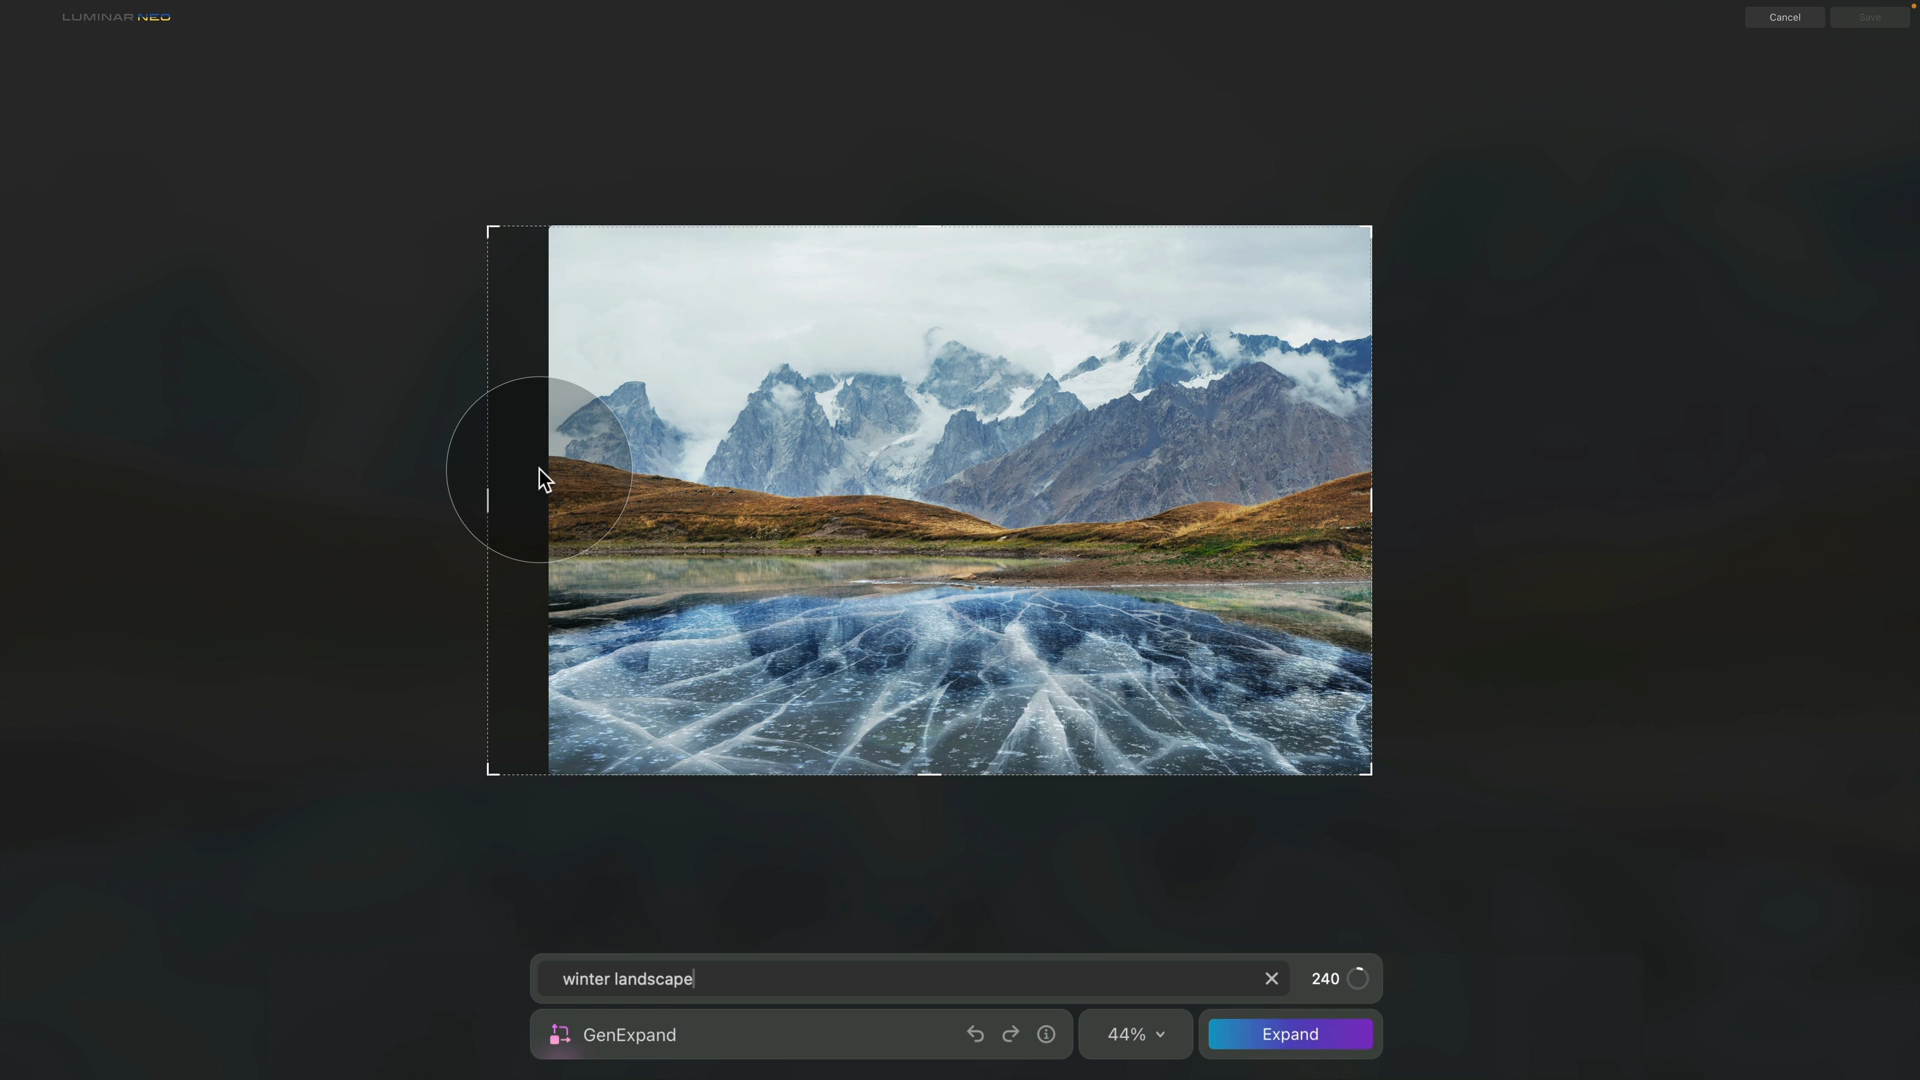 LUMINAR NEO
Cancel
Save
winter landscape
240
GenExpand
44%
Expand